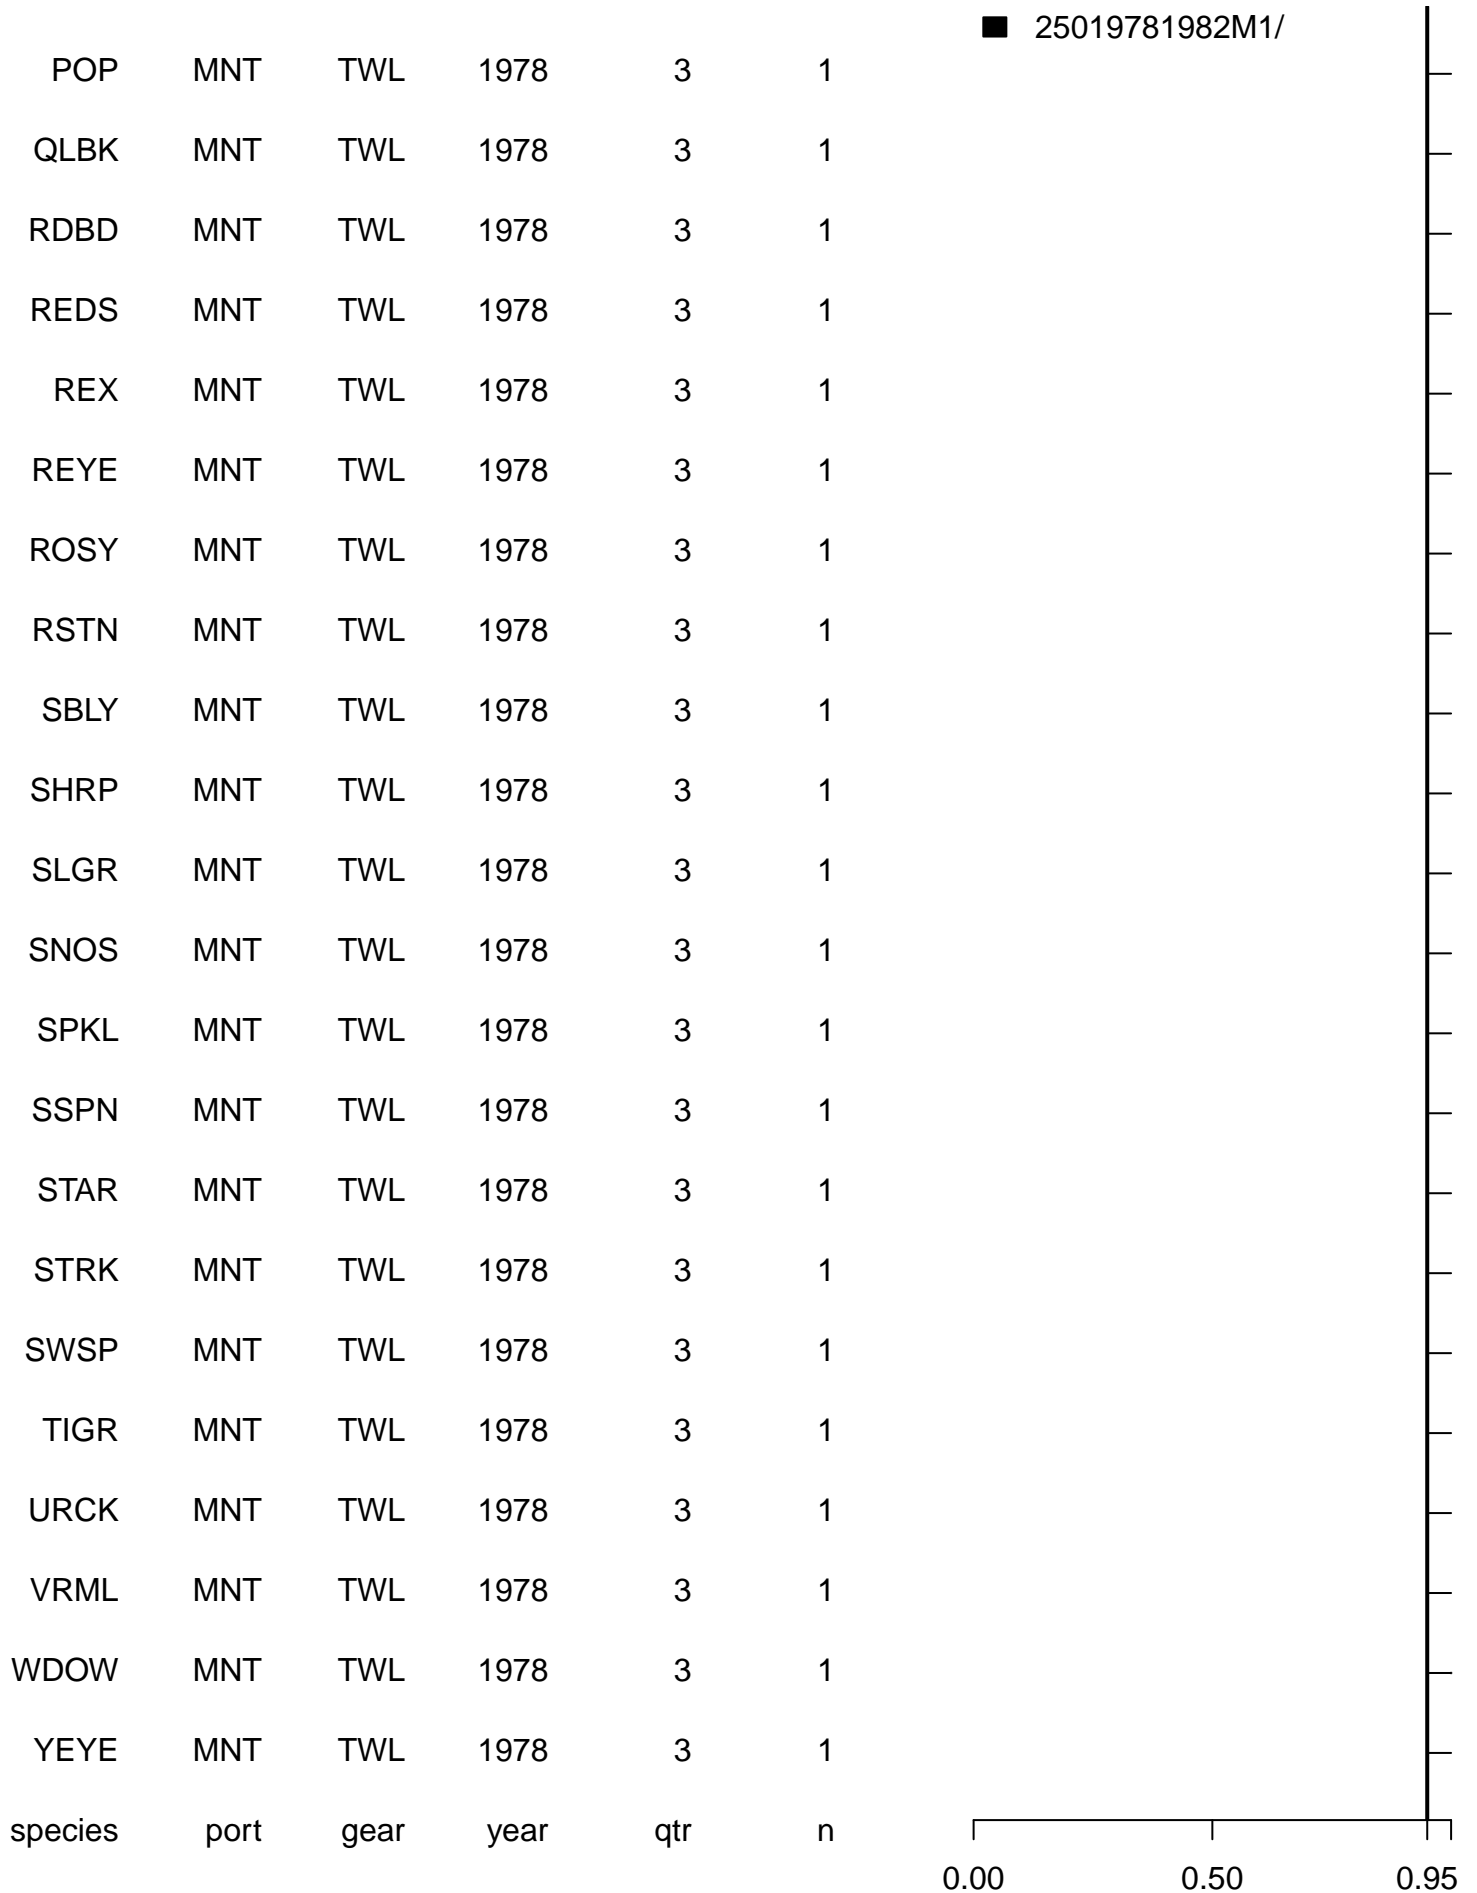 25019781982M1/
POP MNT TWL 1978 3 1
QLBK MNT TWL 1978 3 1
RDBD MNT TWL 1978 3 1
REDS MNT TWL 1978 3 1
REX MNT TWL 1978 3 1
REYE MNT TWL 1978 3 1
ROSY MNT TWL 1978 3 1
RSTN MNT TWL 1978 3 1
SBLY MNT TWL 1978 3 1
SHRP MNT TWL 1978 3 1
SLGR MNT TWL 1978 3 1
SNOS MNT TWL 1978 3 1
SPKL MNT TWL 1978 3 1
SSPN MNT TWL 1978 3 1
STAR MNT TWL 1978 3 1
STRK MNT TWL 1978 3 1
SWSP MNT TWL 1978 3 1
TIGR MNT TWL 1978 3 1
URCK MNT TWL 1978 3 1
VRML MNT TWL 1978 3 1
WDOW MNT TWL 1978 3 1
YEYE MNT TWL 1978 3 1
species port gear year qtr n
0.00 0.50 0.95